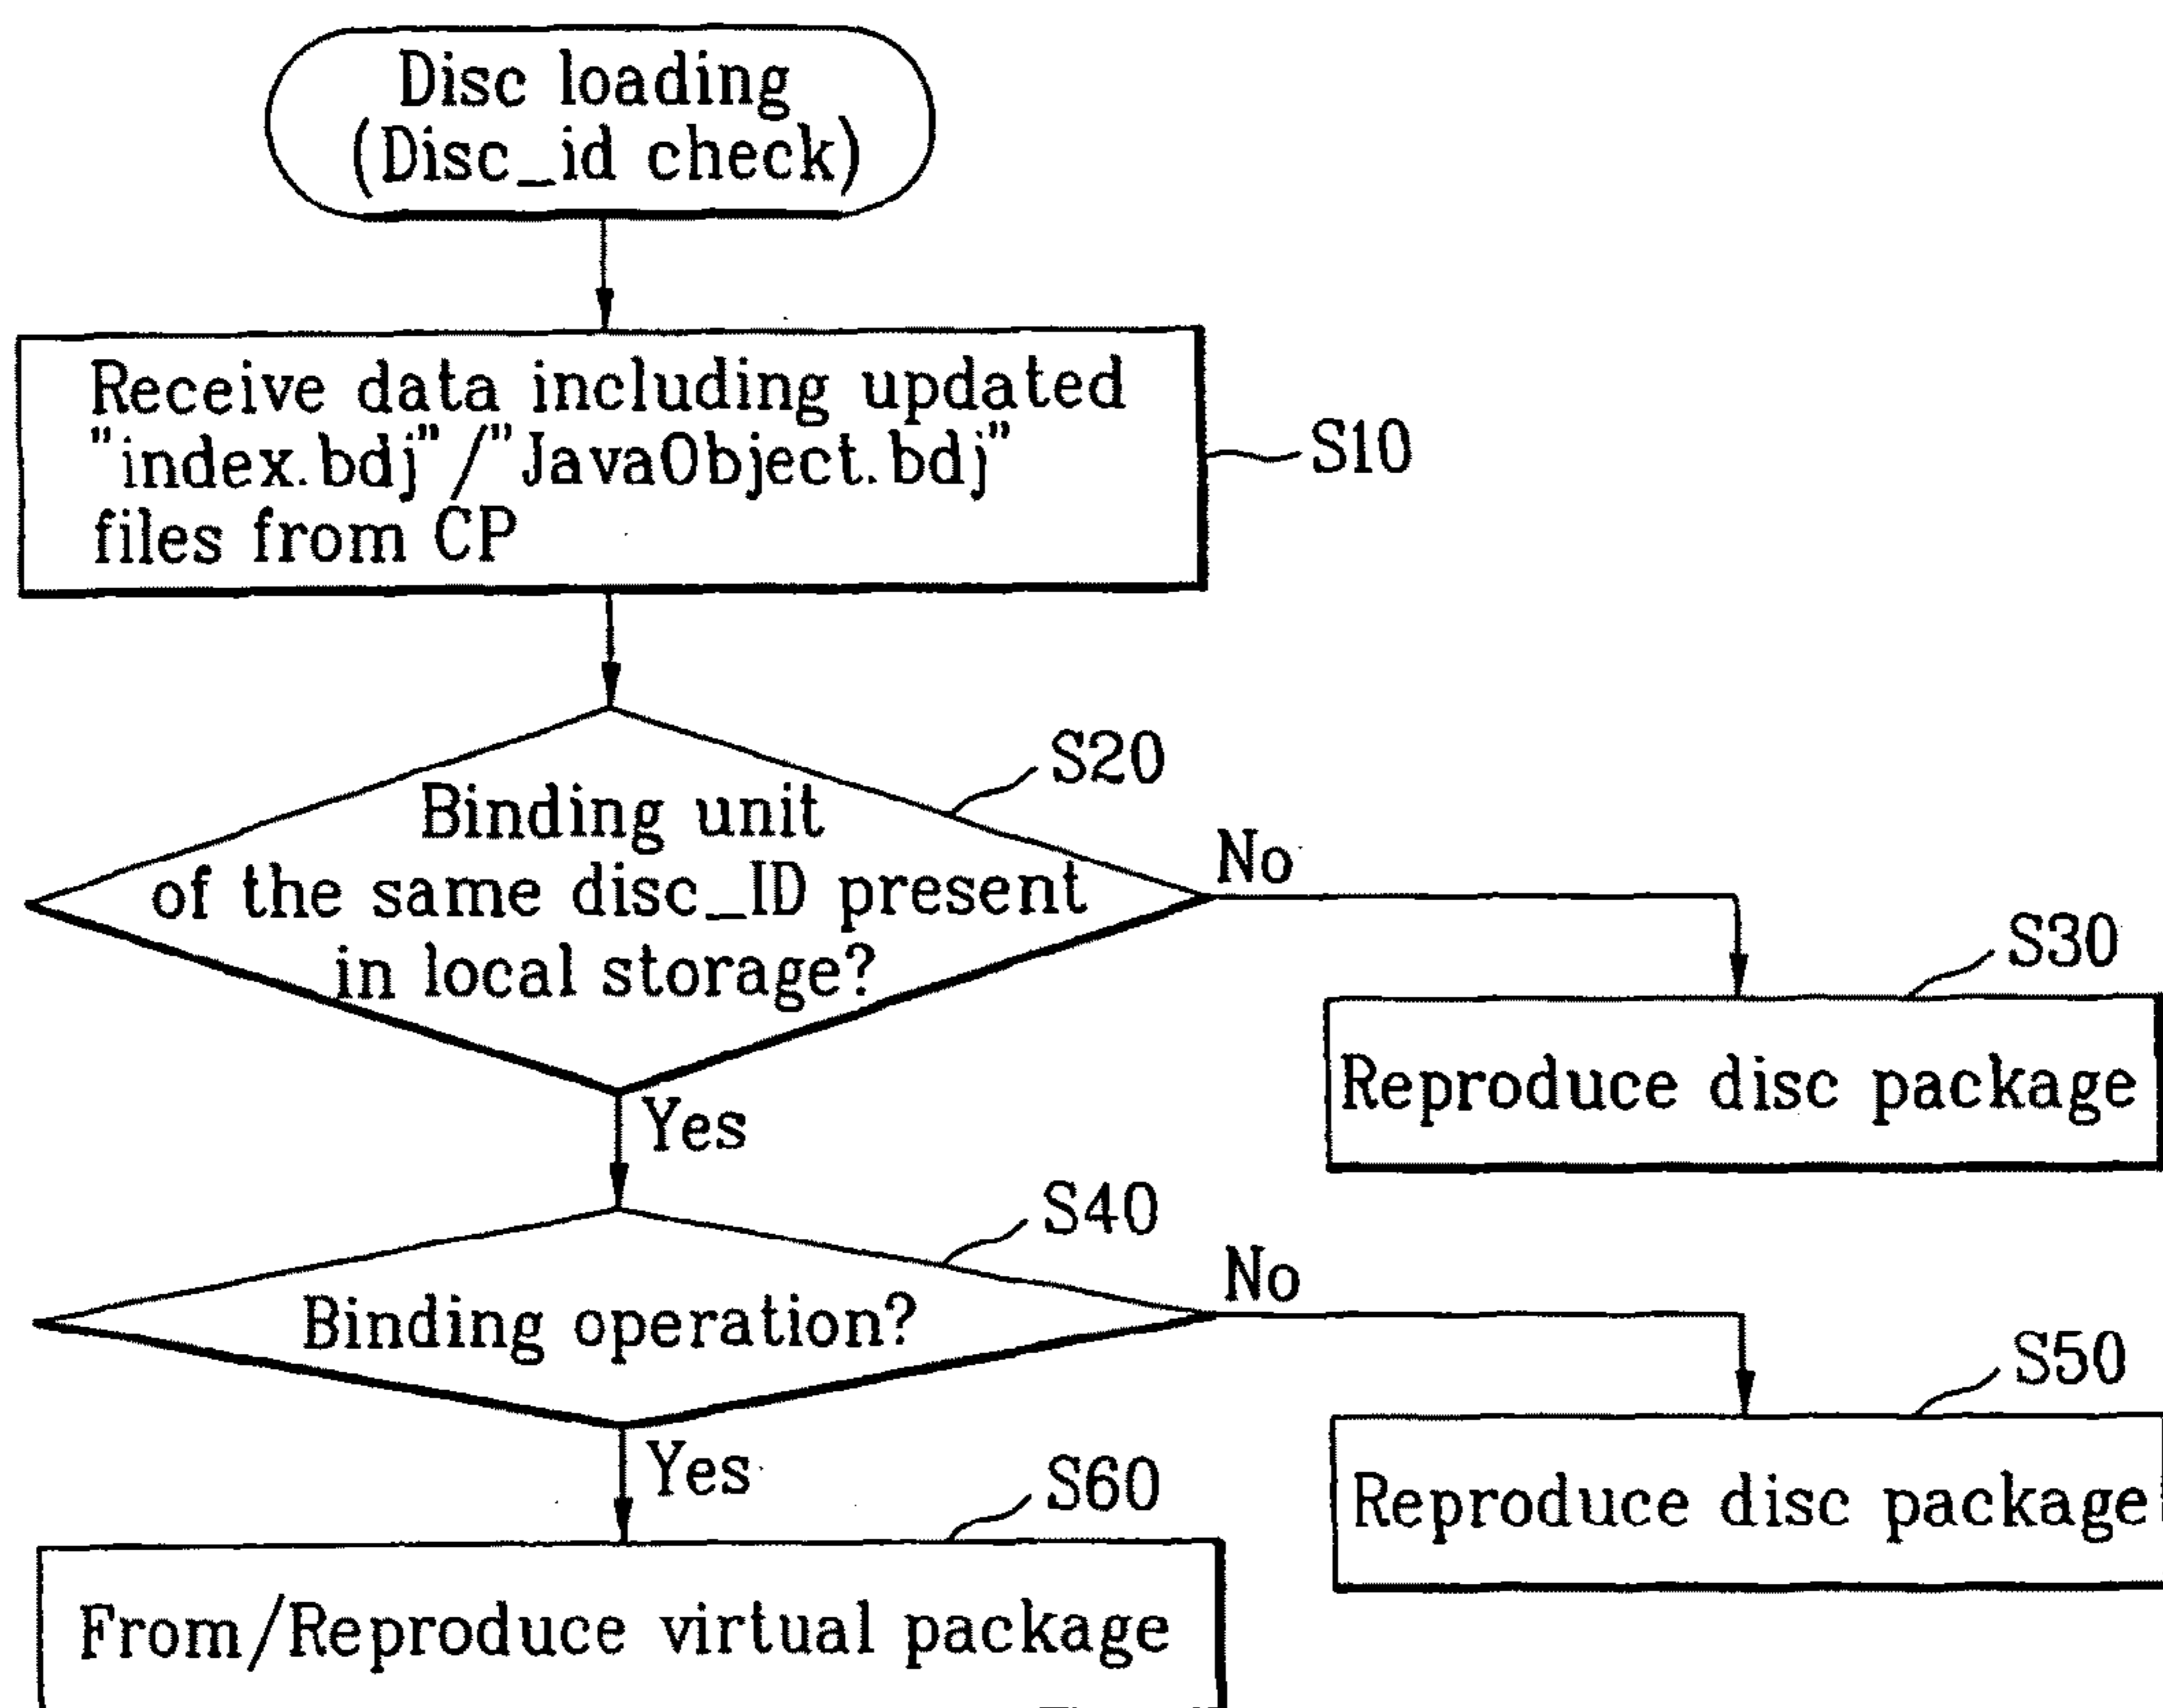 Disc loading
(Disc_id check)
Receive data including updated
"index.bdj"/"JavaObject.bdj"
files from CP
S10
S20
Binding unit
of the same disc_ID present
in local storage?
No
S30
Reproduce disc package
Yes
S40
Binding operation?
No
S50
Reproduce disc package
Yes
S60
From/Reproduce virtual package